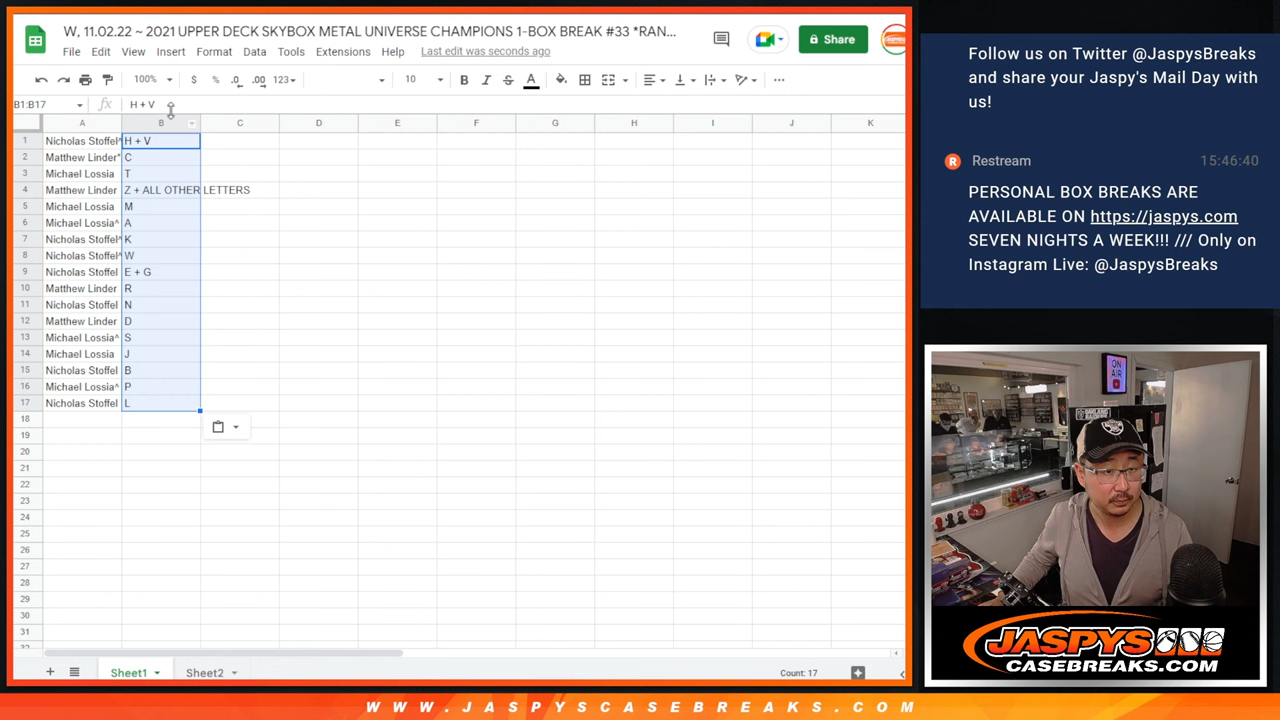 W, 11.02.22 ~ 2021 UPPER DECK SKYBOX METAL UNIVERSE CHAMPIONS 1-BOX BREAK #33 *RAN...
File Edit View Insert Format Data Tools Extensions Help Last edit was seconds ago
Share
100% $ % .0 .00 123 10 B I S A
B1:B17 fx H + V
A B C D E F G H I J K
1 Nicholas Stoffel^ H + V
2 Matthew Linder* C
3 Michael Lossia T
4 Matthew Linder Z + ALL OTHER LETTERS
5 Michael Lossia M
6 Michael Lossia^ A
7 Nicholas Stoffel^ K
8 Nicholas Stoffel^ W
9 Nicholas Stoffel E + G
10 Matthew Linder R
11 Nicholas Stoffel N
12 Matthew Linder D
13 Michael Lossia^ S
14 Michael Lossia J
15 Nicholas Stoffel B
16 Michael Lossia^ P
17 Nicholas Stoffel L
18
19
20
21
22
23
24
25
26
27
28
29
30
31
Sheet1 Sheet2 Count: 17
Follow us on Twitter @JaspysBreaks
and share your Jaspy's Mail Day with
us!
Restream 15:46:40
PERSONAL BOX BREAKS ARE
AVAILABLE ON https://jaspys.com
SEVEN NIGHTS A WEEK!!! /// Only on
Instagram Live: @JaspysBreaks
ON
AIR
JASPYS
CASEBREAKS.COM
WWW.JASPYSCASEBREAKS.COM